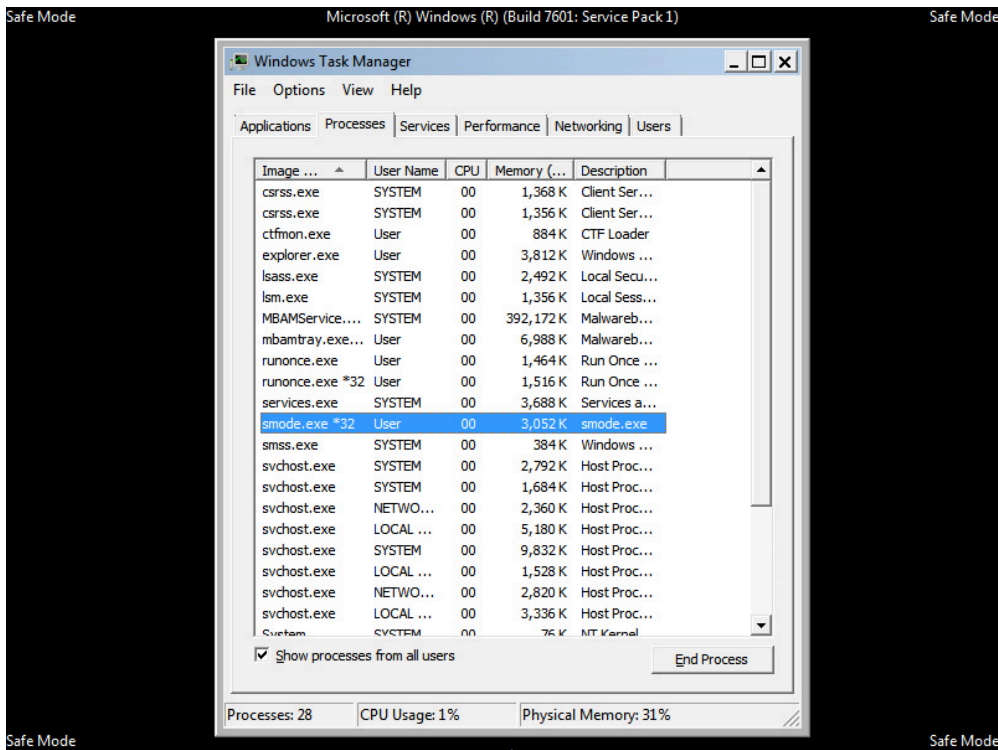 Safe Mode Microsoft (R) Windows (R) (Build 7601: Service Pack 1) Safe Mode
Windows Task Manager
File Options View Help
Applications Processes Services Performance Networking Users
Image ... User Name CPU Memory (... Description
csrss.exe SYSTEM 00 1,368 K Client Ser...
csrss.exe SYSTEM 00 1,356 K Client Ser...
ctfmon.exe User 00 884 K CTF Loader
explorer.exe User 00 3,812 K Windows ...
lsass.exe SYSTEM 00 2,492 K Local Secu...
lsm.exe SYSTEM 00 1,356 K Local Sess...
MBAMService.... SYSTEM 00 392,172 K Malwareb...
mbamtray.exe... User 00 6,988 K Malwareb...
runonce.exe User 00 1,464 K Run Once ...
runonce.exe *32 User 00 1,516 K Run Once ...
services.exe SYSTEM 00 3,688 K Services a...
smode.exe *32 User 00 3,052 K smode.exe
smss.exe SYSTEM 00 384 K Windows ...
svchost.exe SYSTEM 00 2,792 K Host Proc...
svchost.exe SYSTEM 00 1,684 K Host Proc...
svchost.exe NETWO... 00 2,360 K Host Proc...
svchost.exe LOCAL ... 00 5,180 K Host Proc...
svchost.exe SYSTEM 00 9,832 K Host Proc...
svchost.exe LOCAL ... 00 1,528 K Host Proc...
svchost.exe NETWO... 00 2,820 K Host Proc...
svchost.exe LOCAL ... 00 3,336 K Host Proc...
System SYSTEM 00 76 K NT Kernel
Show processes from all users End Process
Processes: 28 CPU Usage: 1% Physical Memory: 31%
Safe Mode Safe Mode